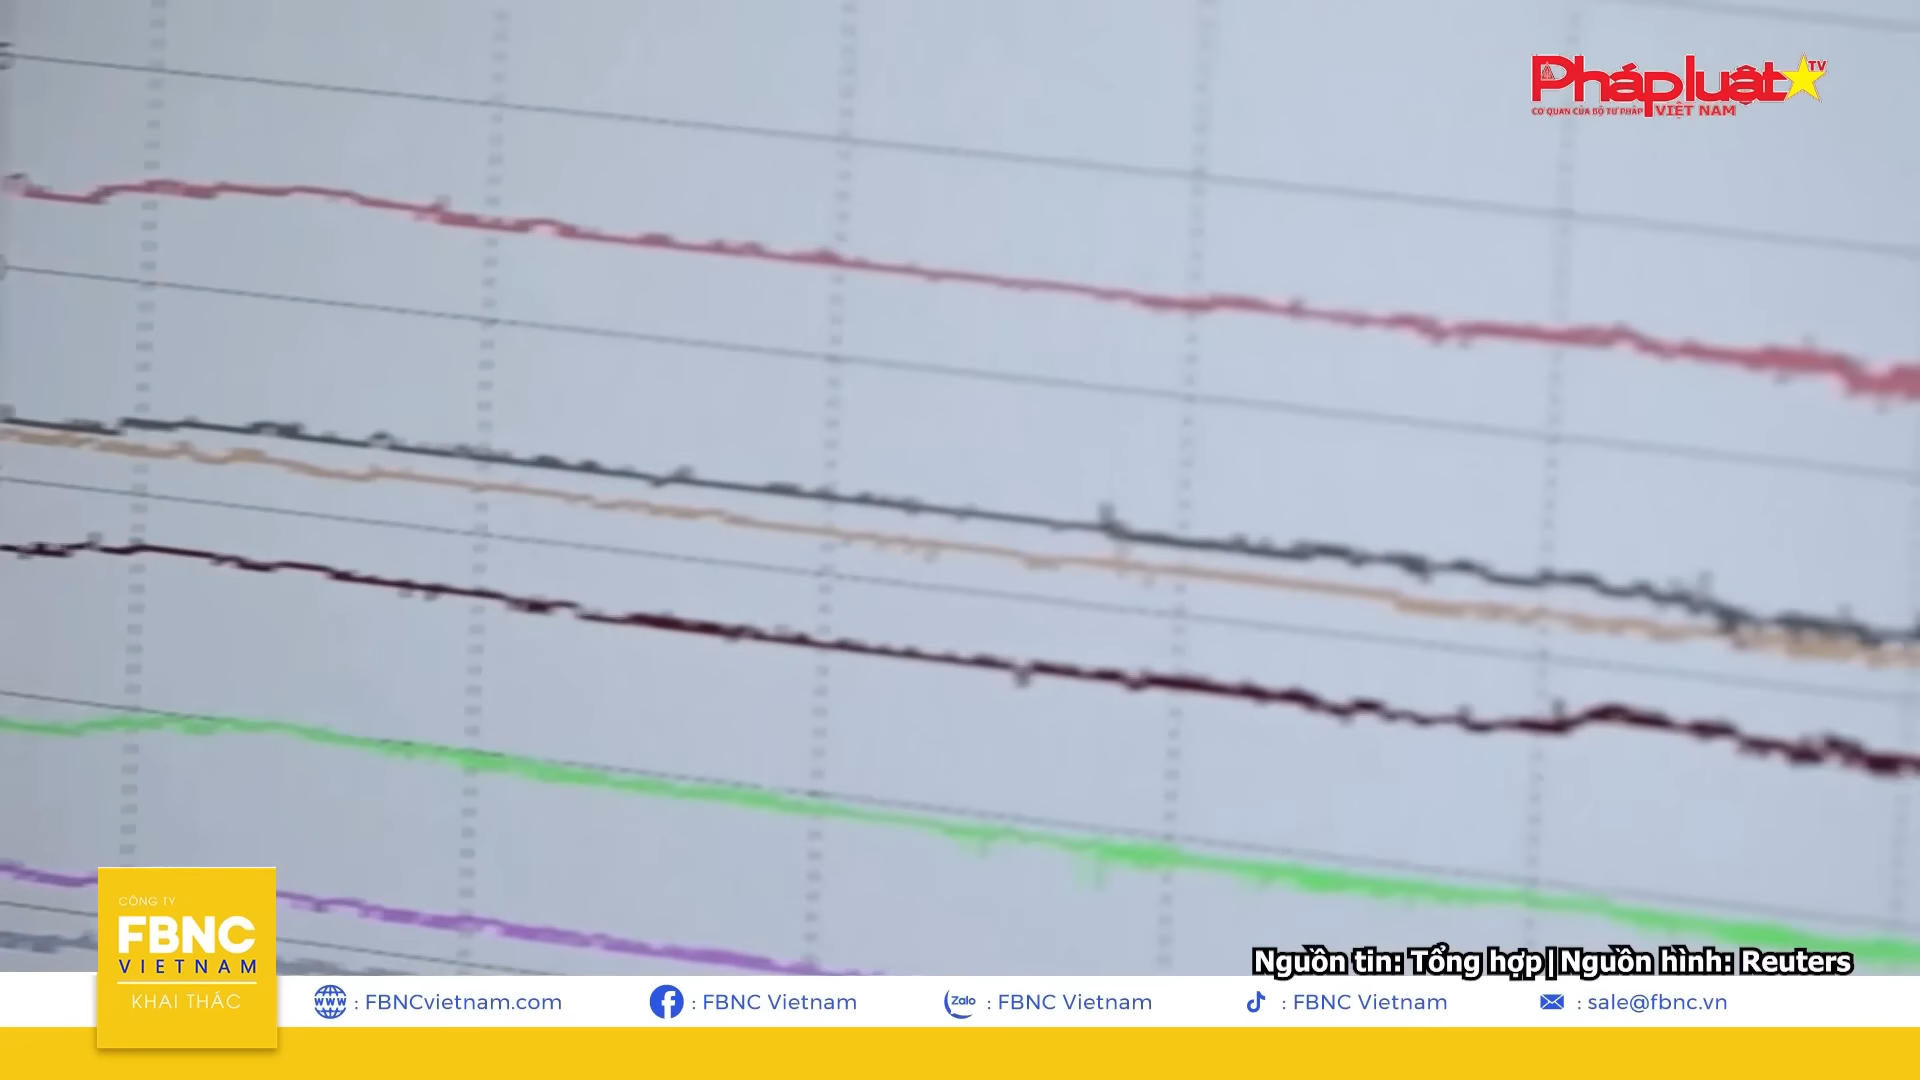 Pháp luật TV
CƠ QUAN CỦA BỘ TƯ PHÁP VIỆT NAM
Nguồn tin: Tổng hợp|Nguồn hình: Reuters
CÔNG TY
FBNC
VIETNAM
KHAI THÁC
www : FBNCvietnam.com
: FBNC Vietnam
Zalo : FBNC Vietnam
: FBNC Vietnam
: sale@fbnc.vn